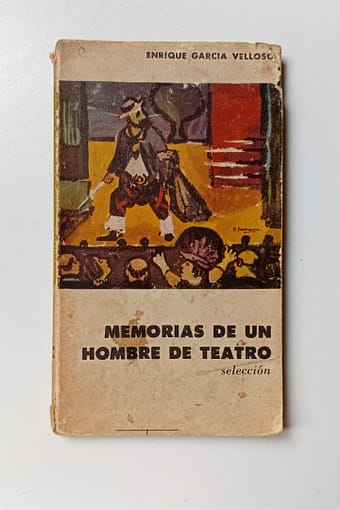 ENRIQUE GARCIA VELLOSO
MEMORIAS DE UN
HOMBRE DE TEATRO
selección